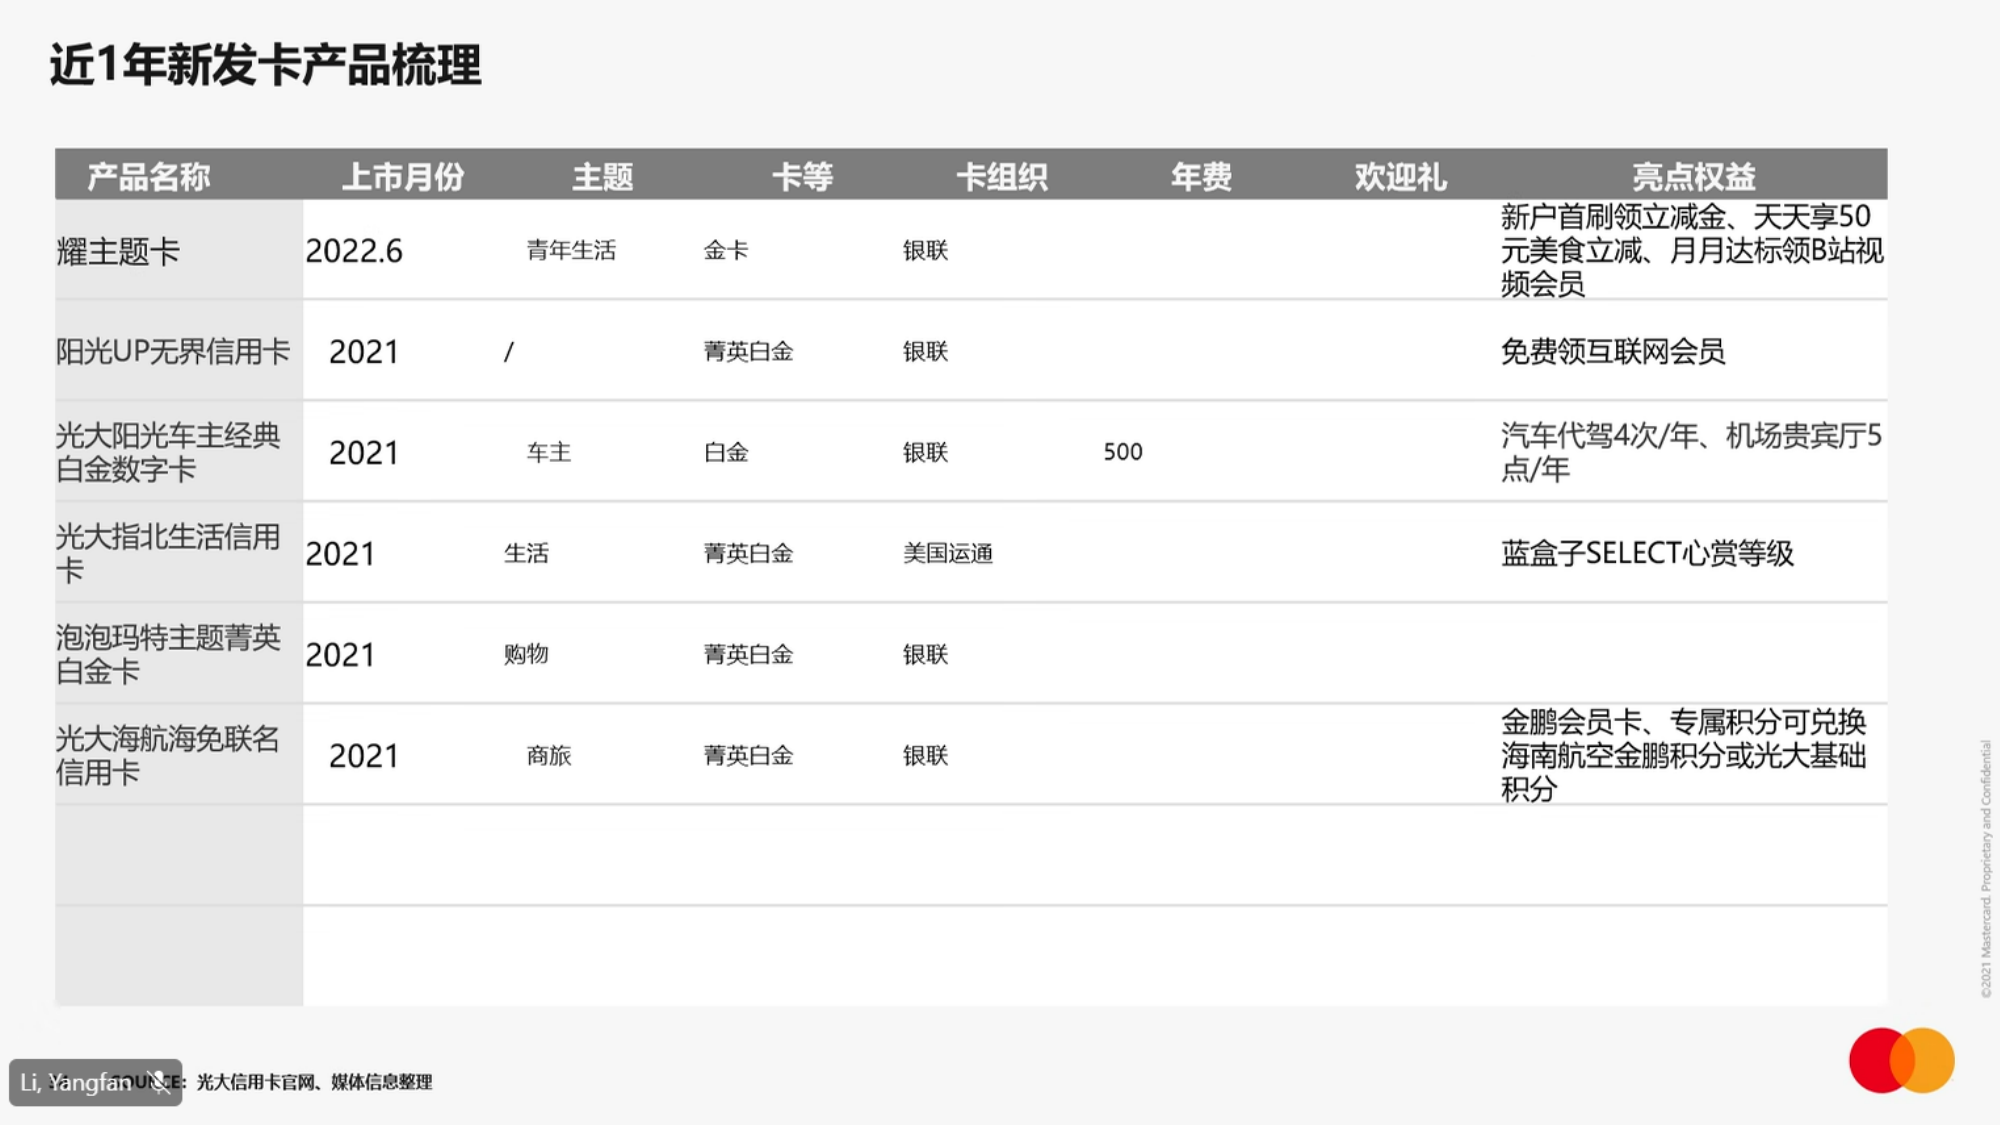 近1年新发卡产品梳理
产品名称 上市月份 主题 卡等 卡组织 年费 欢迎礼 亮点权益
耀主题卡 2022.6 青年生活 金卡 银联
新户首刷领立减金、天天享50
元美食立减、月月达标领B站视
频会员
阳光UP无界信用卡 2021 / 菁英白金 银联 免费领互联网会员
光大阳光车主经典
白金数字卡
2021 车主 白金 银联 500
汽车代驾4次/年、机场贵宾厅5
点/年
光大指北生活信用
卡
2021 生活 菁英白金 美国运通 蓝盒子SELECT心赏等级
泡泡玛特主题菁英
白金卡
2021 购物 菁英白金 银联
光大海航海免联名
信用卡
2021 商旅 菁英白金 银联
金鹏会员卡、专属积分可兑换
海南航空金鹏积分或光大基础
积分
©2021 Mastercard. Proprietary and Confidential
Li, Yangfan
SOURCE：光大信用卡官网、媒体信息整理